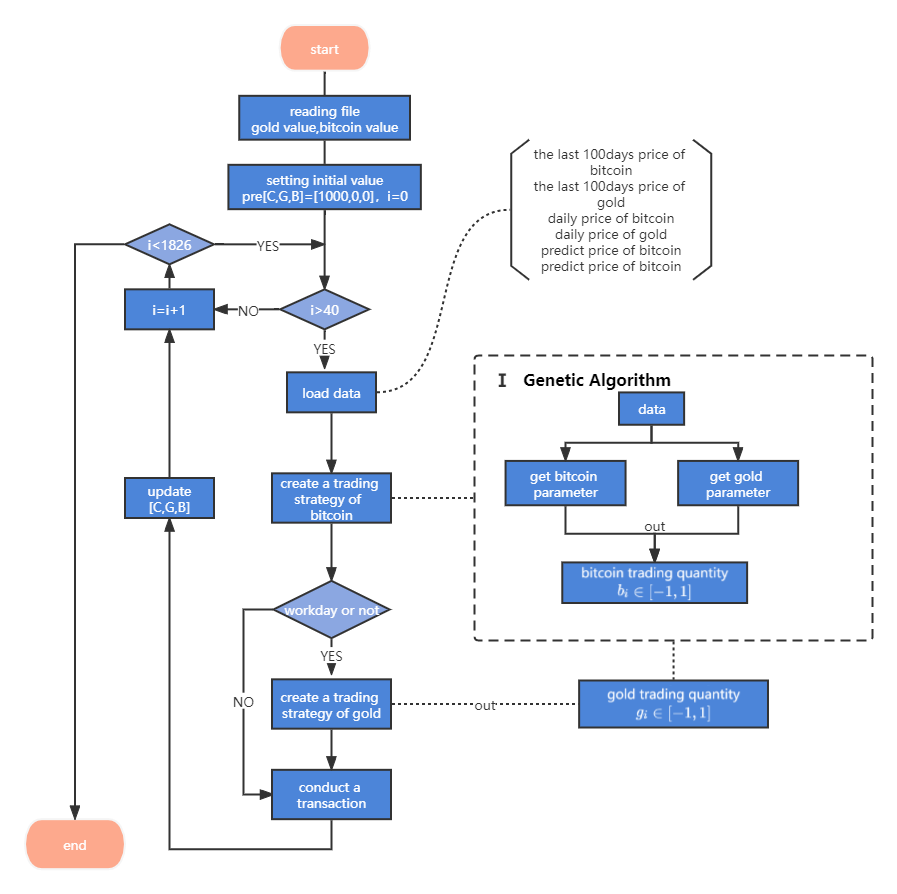 start
reading file
gold value,bitcoin value
setting initial value
pre[C,G,B]=[1000,0,0], i=0
the last 100days price of
bitcoin
the last 100days price of
gold
daily price of bitcoin
daily price of gold
predict price of bitcoin
predict price of bitcoin
i<1826
YES
i=i+1
NO
i>40
YES
load data
I Genetic Algorithm
data
get bitcoin
parameter
get gold
parameter
out
bitcoin trading quantity
b_i ∈ [−1, 1]
create a trading
strategy of
bitcoin
update
[C,G,B]
workday or not
YES
NO
create a trading
strategy of gold
out
gold trading quantity
g_i ∈ [−1, 1]
conduct a
transaction
end